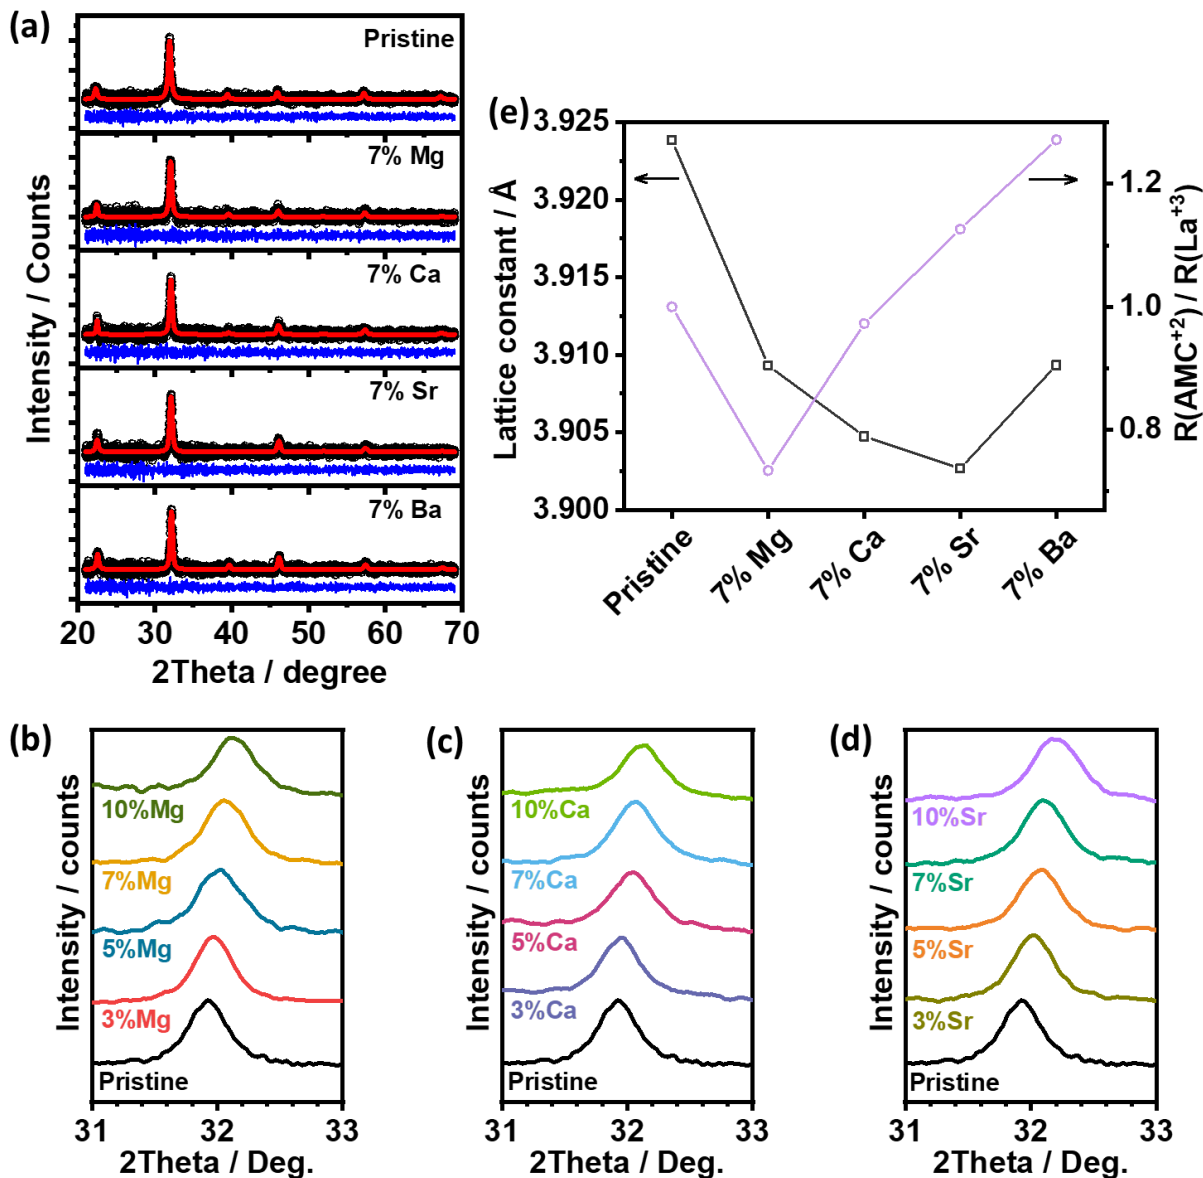 (a)
Pristine
7% Mg
7% Ca
7% Sr
7% Ba
Intensity / Counts
20 30 40 50 60 70
2Theta / degree
(e)
3.925
3.920
3.915
3.910
3.905
3.900
Lattice constant / Å
1.2
1.0
0.8
R(AMC+2) / R(La+3)
Pristine
7% Mg
7% Ca
7% Sr
7% Ba
(b)
10%Mg
7%Mg
5%Mg
3%Mg
Pristine
Intensity / counts
31 32 33
2Theta / Deg.
(c)
10%Ca
7%Ca
5%Ca
3%Ca
Pristine
Intensity / counts
31 32 33
2Theta / Deg.
(d)
10%Sr
7%Sr
5%Sr
3%Sr
Pristine
Intensity / counts
31 32 33
2Theta / Deg.